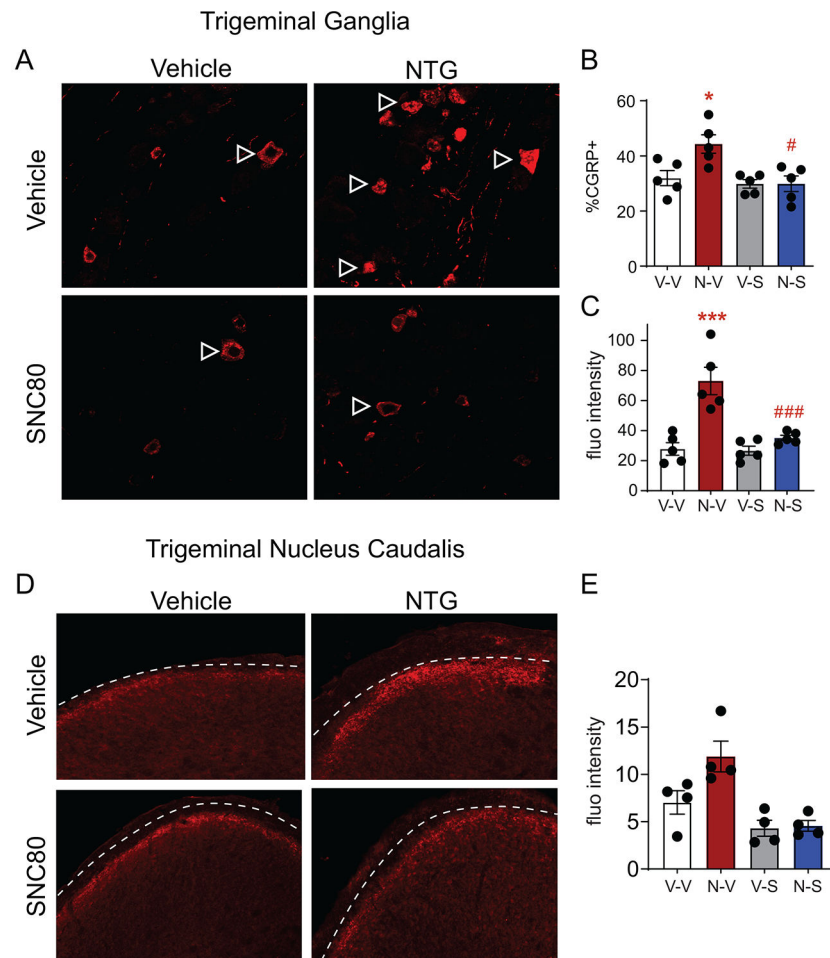 Trigeminal Ganglia
A
Vehicle
NTG
Vehicle
SNC80
B
%CGRP+
60
40
20
0
*
#
V-V
N-V
V-S
N-S
C
fluo intensity
100
80
60
40
20
0
***
###
V-V
N-V
V-S
N-S
Trigeminal Nucleus Caudalis
D
Vehicle
NTG
Vehicle
SNC80
E
fluo intensity
20
15
10
5
0
V-V
N-V
V-S
N-S